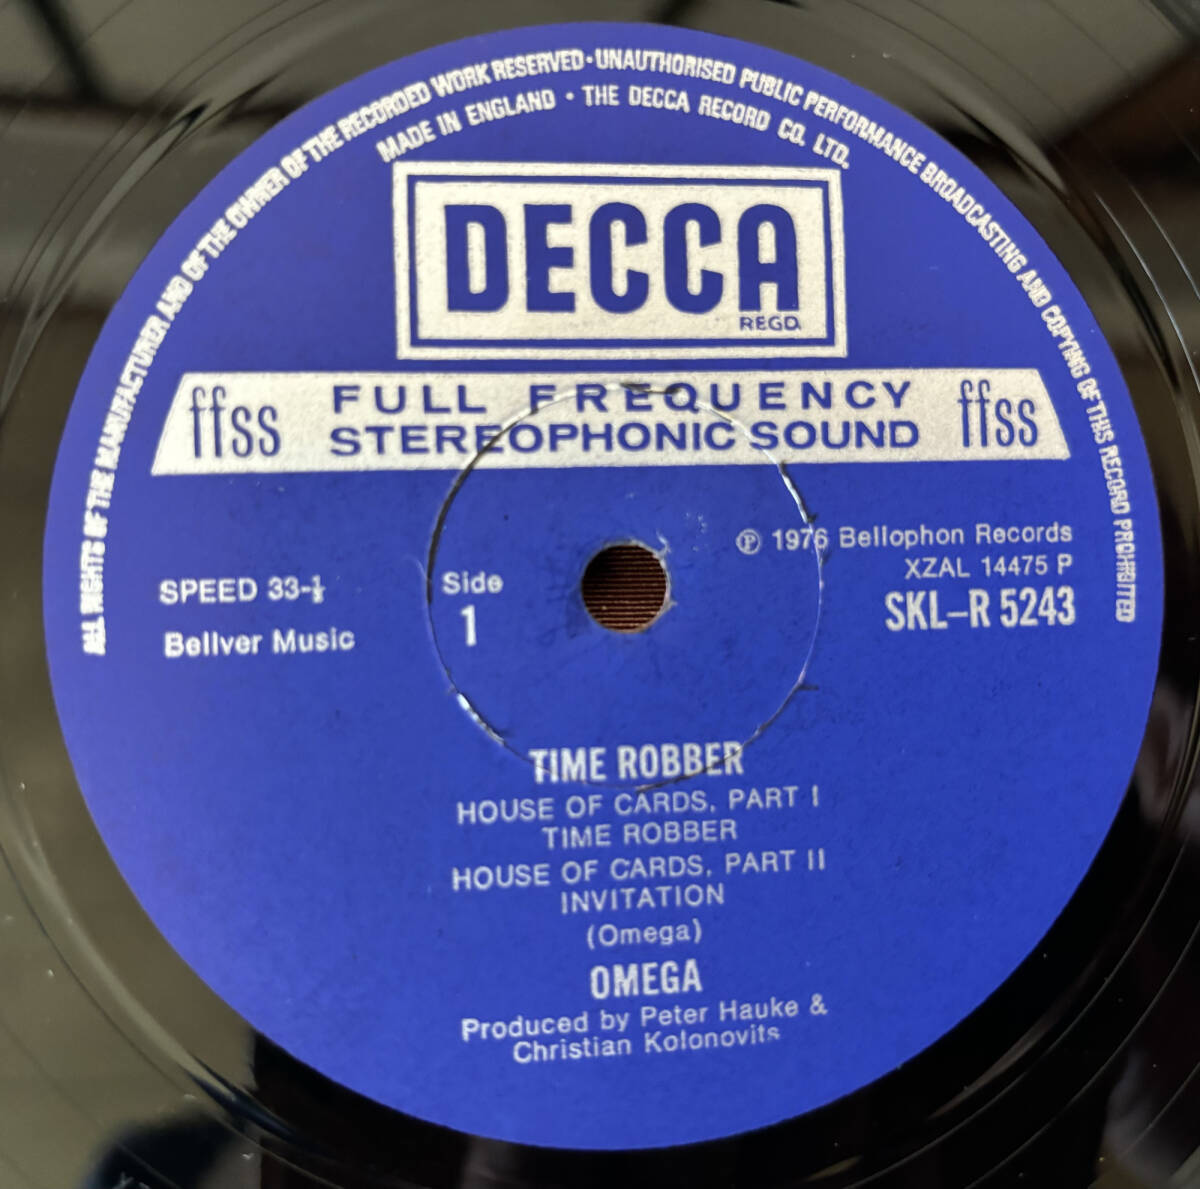 ALL RIGHTS OF THE MANUFACTURER AND OF THE OWNER OF THE RECORDED WORK RESERVED · UNAUTHORISED PUBLIC PERFORMANCE BROADCASTING AND COPYING OF THIS RECORD PROHIBITED
MADE IN ENGLAND · THE DECCA RECORD CO. LTD.
DECCA
REGD.
ffss FULL FREQUENCY STEREOPHONIC SOUND ffss
℗ 1976 Bellophon Records
XZAL 14475 P
SKL–R 5243
SPEED 33-⅓
Bellver Music
Side
1
TIME ROBBER
HOUSE OF CARDS, PART I
TIME ROBBER
HOUSE OF CARDS, PART II
INVITATION
(Omega)
OMEGA
Produced by Peter Hauke &
Christian Kolonovits